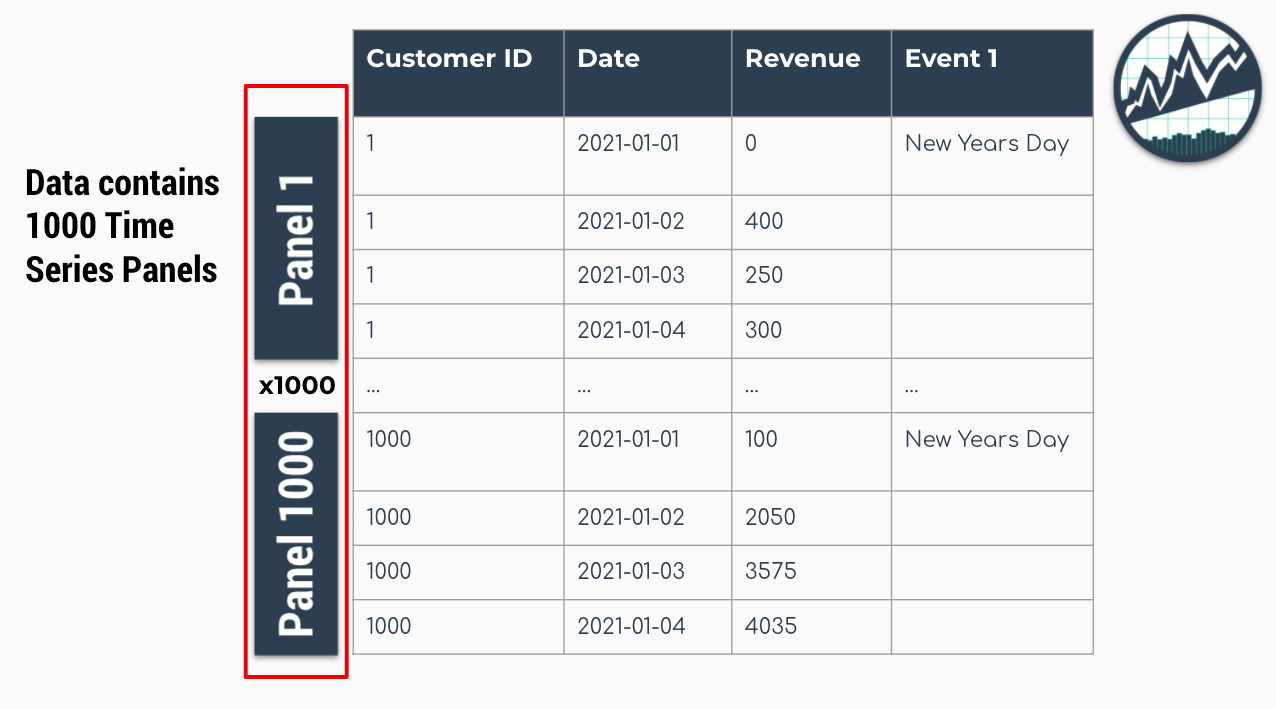 Data contains
1000 Time
Series Panels
Panel 1
x1000
Panel 1000
Customer ID Date Revenue Event 1
1 2021-01-01 0 New Years Day
1 2021-01-02 400
1 2021-01-03 250
1 2021-01-04 300
... ... ... ...
1000 2021-01-01 100 New Years Day
1000 2021-01-02 2050
1000 2021-01-03 3575
1000 2021-01-04 4035